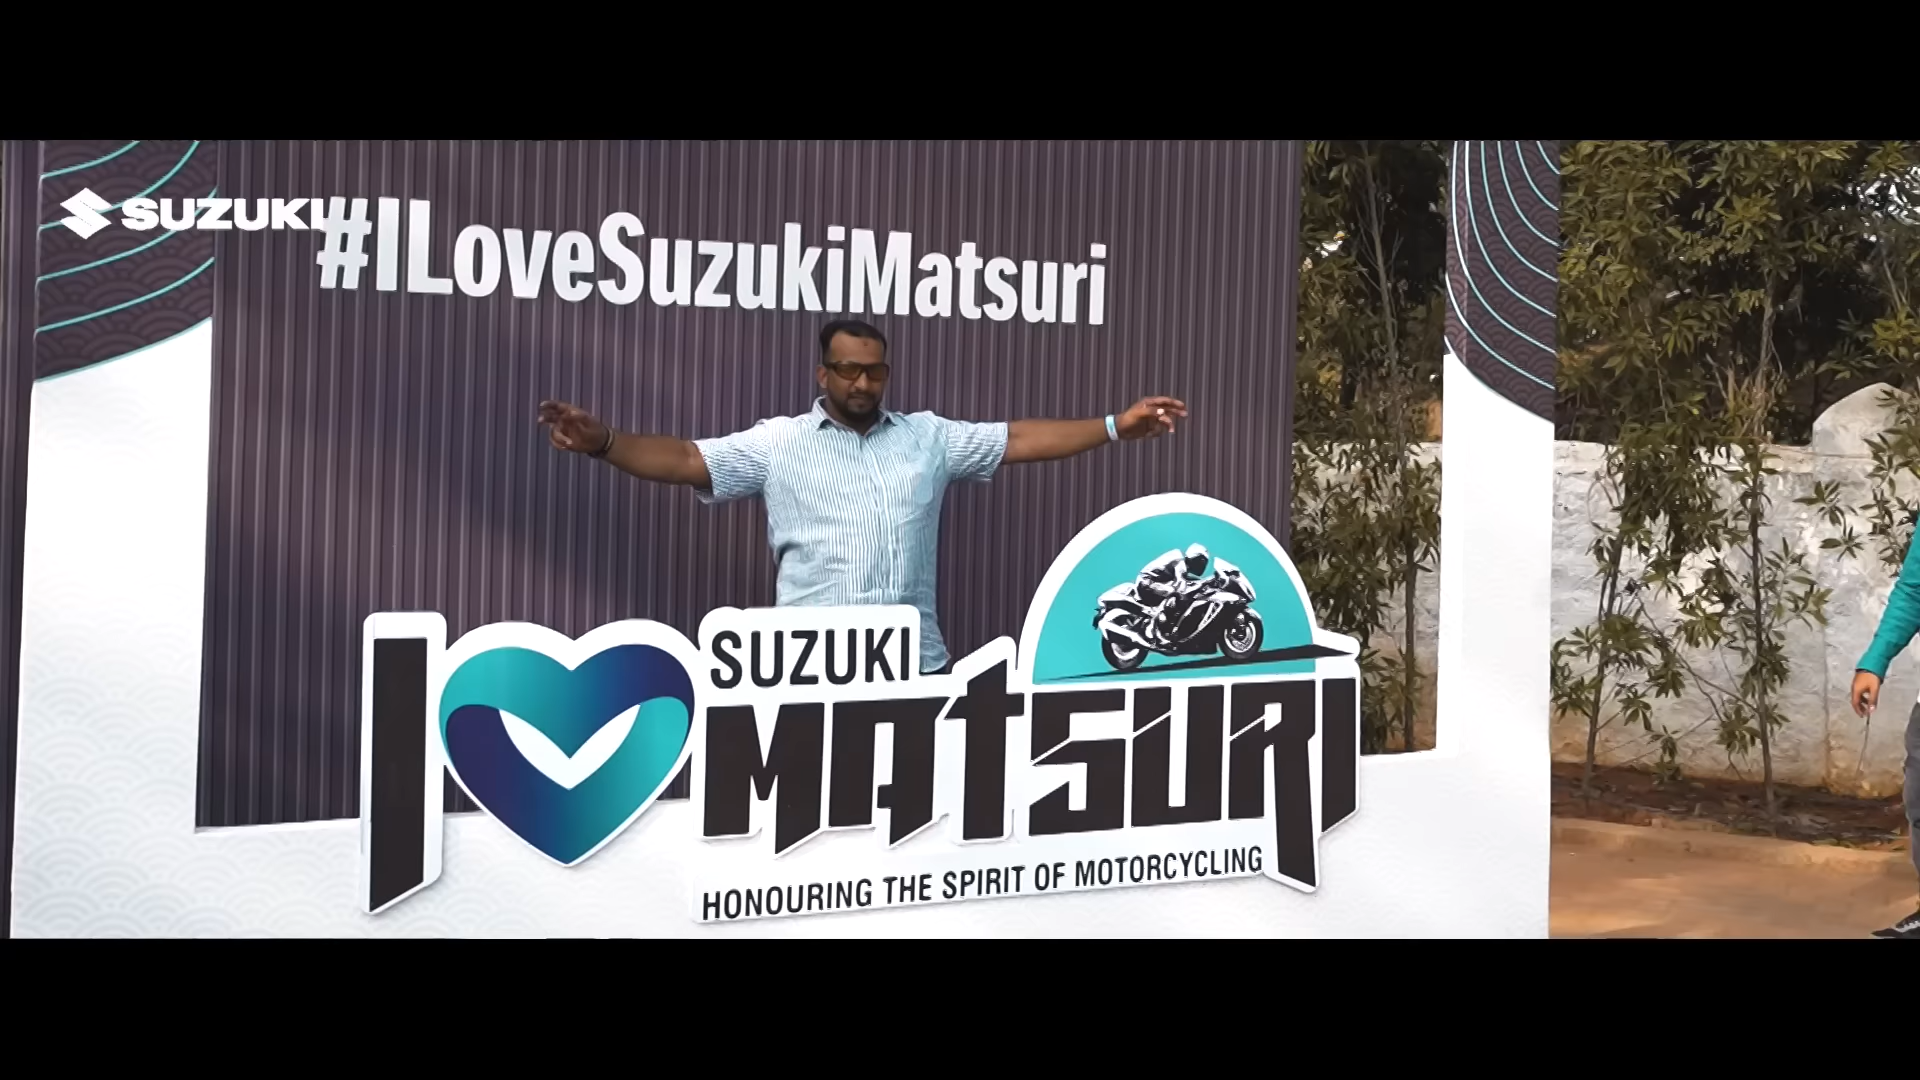 SUZUKI
#ILoveSuzukiMatsuri
I
SUZUKI
MATSURI
HONOURING THE SPIRIT OF MOTORCYCLING